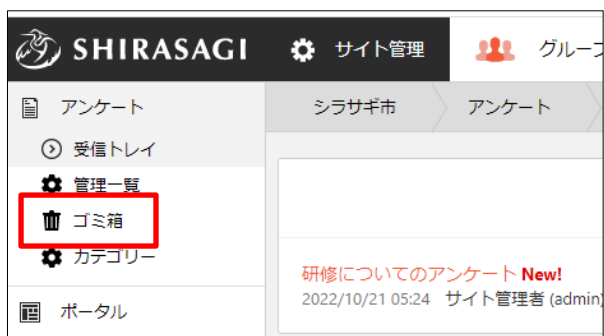 SHIRASAGI
サイト管理
グループ
アンケート
シラサギ市
アンケート
受信トレイ
管理一覧
ゴミ箱
カテゴリー
研修についてのアンケート New!
2022/10/21 05:24 サイト管理者 (admin)
ポータル